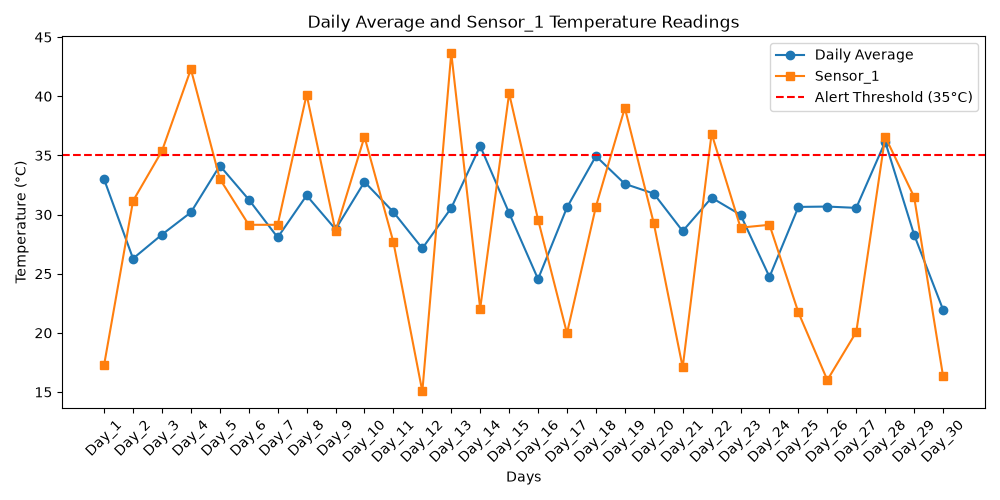 Daily Average and Sensor_1 Temperature Readings
Daily Average
Sensor_1
Alert Threshold (35°C)
Temperature (°C)
45
40
35
30
25
20
15
Day_1
Day_2
Day_3
Day_4
Day_5
Day_6
Day_7
Day_8
Day_9
Day_10
Day_11
Day_12
Day_13
Day_14
Day_15
Day_16
Day_17
Day_18
Day_19
Day_20
Day_21
Day_22
Day_23
Day_24
Day_25
Day_26
Day_27
Day_28
Day_29
Day_30
Days